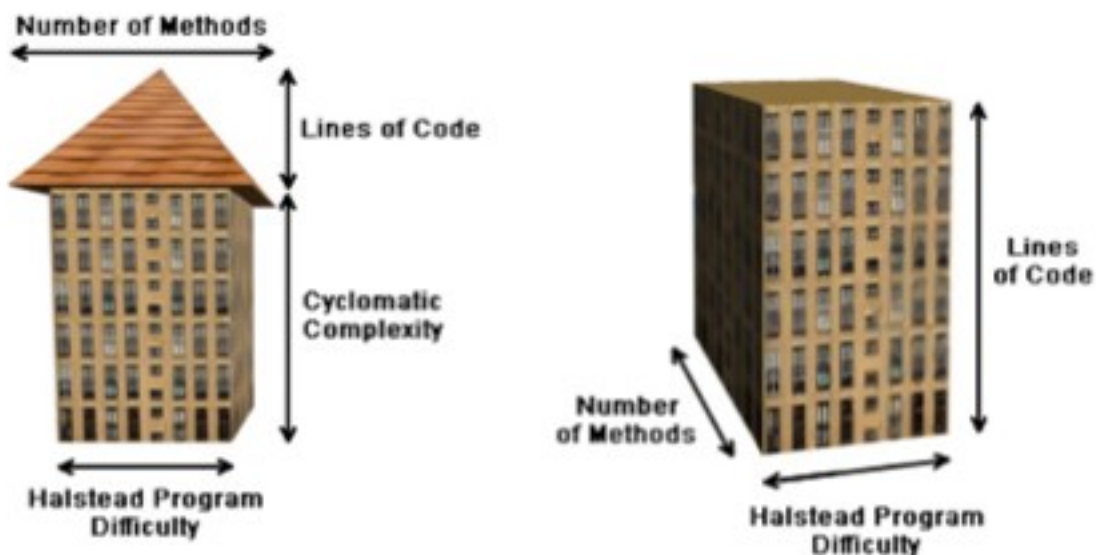 Number of Methods
Lines of Code
Cyclomatic
Complexity
Halstead Program
Difficulty
Lines
of Code
Number
of Methods
Halstead Program
Difficulty